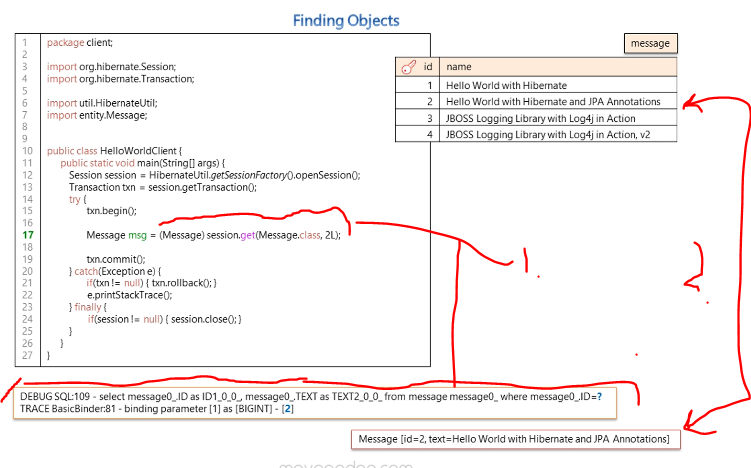 Finding Objects
message
id name
1 Hello World with Hibernate
2 Hello World with Hibernate and JPA Annotations
3 JBOSS Logging Library with Log4j in Action
4 JBOSS Logging Library with Log4j in Action, v2
1 package client;
2
3 import org.hibernate.Session;
4 import org.hibernate.Transaction;
5
6 import util.HibernateUtil;
7 import entity.Message;
8
9
10 public class HelloWorldClient {
11 public static void main(String[] args) {
12 Session session = HibernateUtil.getSessionFactory().openSession();
13 Transaction txn = session.getTransaction();
14 try {
15 txn.begin();
16
17 Message msg = (Message) session.get(Message.class, 2L);
18
19 txn.commit();
20 } catch(Exception e) {
21 if(txn != null) { txn.rollback(); }
22 e.printStackTrace();
23 } finally {
24 if(session != null) { session.close(); }
25 }
26 }
27 }
1.
2.
DEBUG SQL:109 - select message0_.ID as ID1_0_0_, message0_.TEXT as TEXT2_0_0_ from message message0_ where message0_.ID=?
TRACE BasicBinder:81 - binding parameter [1] as [BIGINT] - [2]
Message [id=2, text=Hello World with Hibernate and JPA Annotations]